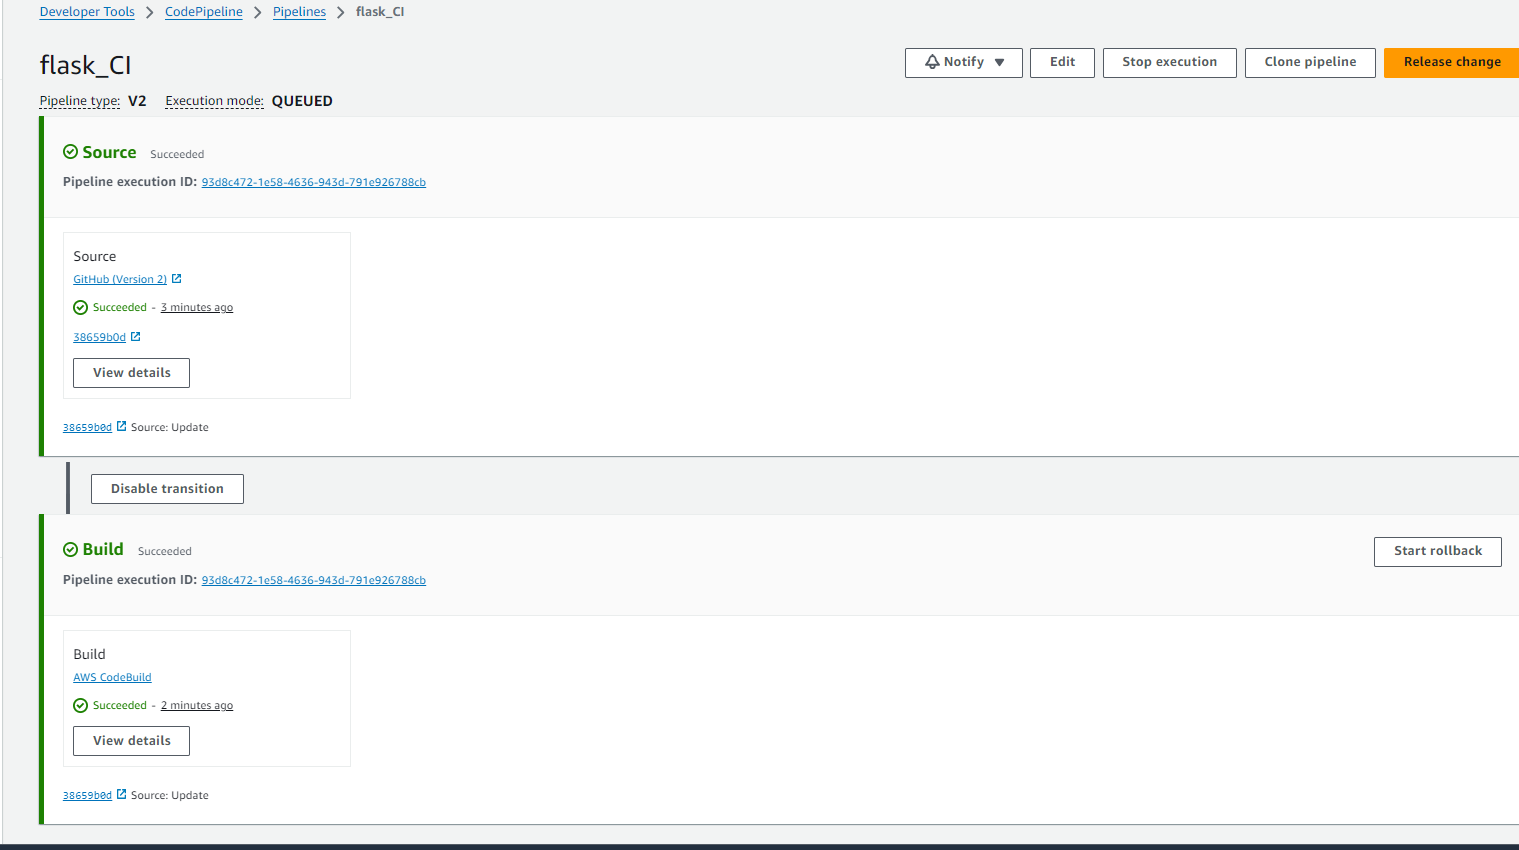 Developer Tools > CodePipeline > Pipelines > flask_CI
flask_CI
Notify ▼ Edit Stop execution Clone pipeline Release change
Pipeline type: V2 Execution mode: QUEUED
Source Succeeded
Pipeline execution ID: 93d8c472-1e58-4636-943d-791e926788cb
Source
GitHub (Version 2)
Succeeded - 3 minutes ago
38659b0d
View details
38659b0d Source: Update
Disable transition
Build Succeeded
Start rollback
Pipeline execution ID: 93d8c472-1e58-4636-943d-791e926788cb
Build
AWS CodeBuild
Succeeded - 2 minutes ago
View details
38659b0d Source: Update